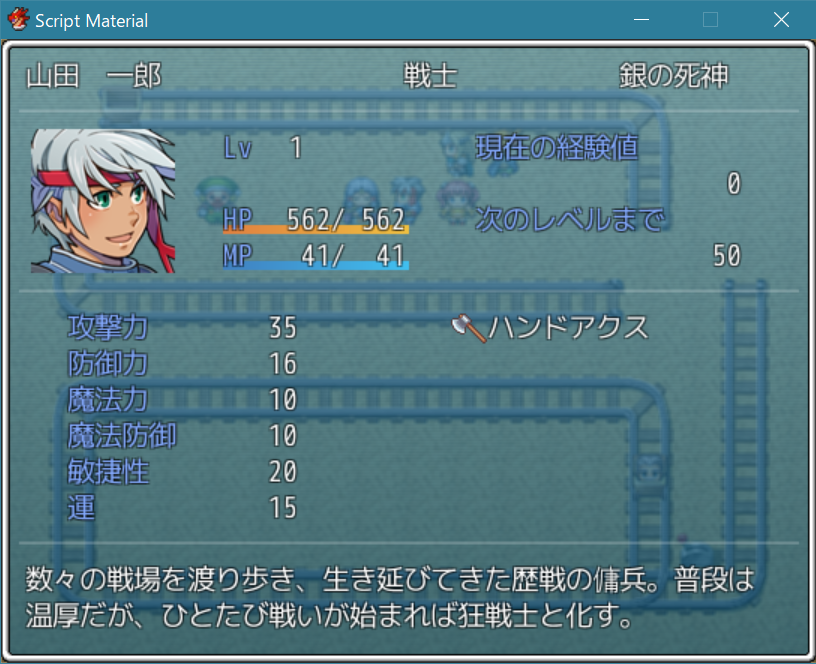 Script Material
山田　一郎 戦士 銀の死神
Lv 1 現在の経験値
0
HP 562/ 562 次のレベルまで
MP 41/ 41 50
攻撃力 35 ハンドアクス
防御力 16
魔法力 10
魔法防御 10
敏捷性 20
運 15
数々の戦場を渡り歩き、生き延びてきた歴戦の傭兵。普段は
温厚だが、ひとたび戦いが始まれば狂戦士と化す。